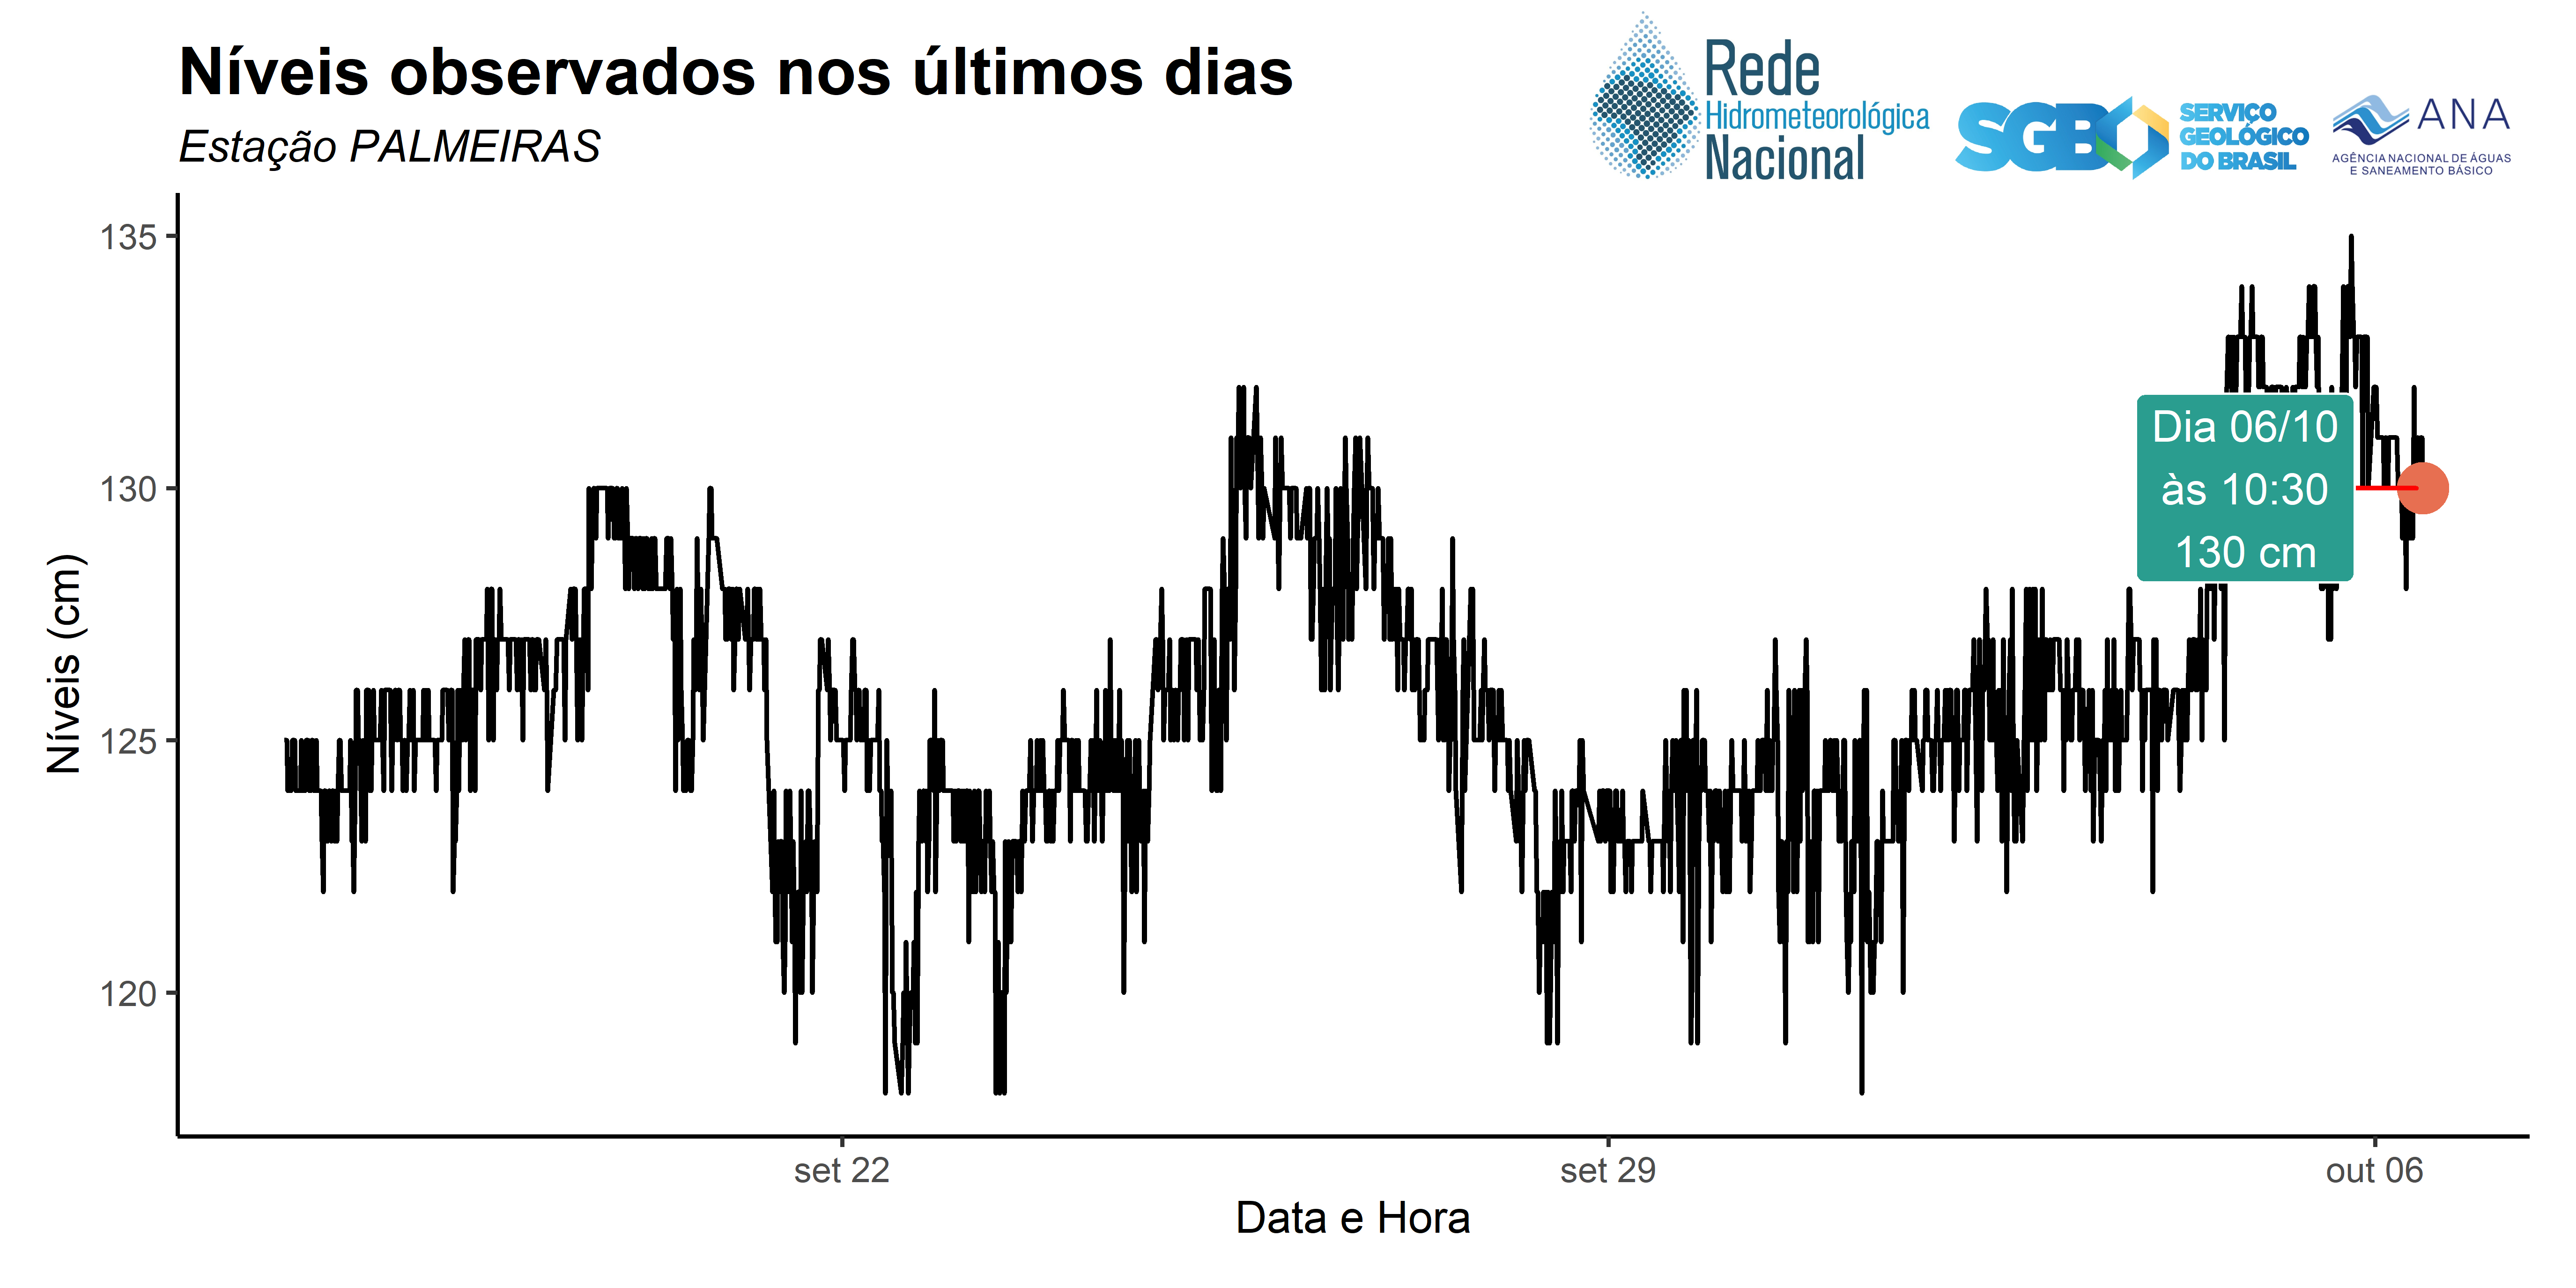 Níveis observados nos últimos dias
Estação PALMEIRAS
Rede
Hidrometeorológica
Nacional
SGB
SERVIÇO
GEOLÓGICO
DO BRASIL
ANA
AGÊNCIA NACIONAL DE ÁGUAS
E SANEAMENTO BÁSICO
Níveis (cm)
135
130
125
120
Dia 06/10
às 10:30
130 cm
set 22
set 29
out 06
Data e Hora